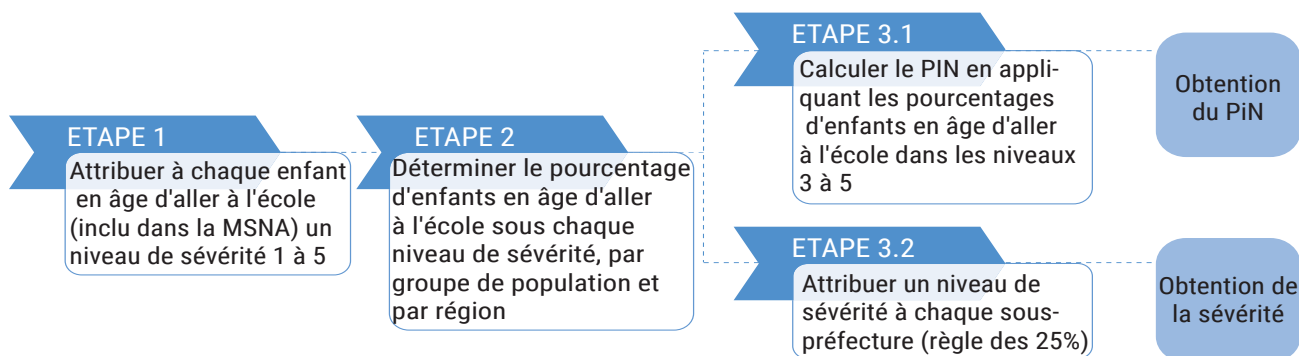 ETAPE 1
Attribuer à chaque enfant
en âge d'aller à l'école
(inclu dans la MSNA) un
niveau de sévérité 1 à 5
ETAPE 2
Déterminer le pourcentage
d'enfants en âge d'aller
à l'école sous chaque
niveau de sévérité, par
groupe de population et
par région
ETAPE 3.1
Calculer le PIN en appli-
quant les pourcentages
d'enfants en âge d'aller
à l'école dans les niveaux
3 à 5
Obtention
du PiN
ETAPE 3.2
Attribuer un niveau de
sévérité à chaque sous-
préfecture (règle des 25%)
Obtention de
la sévérité